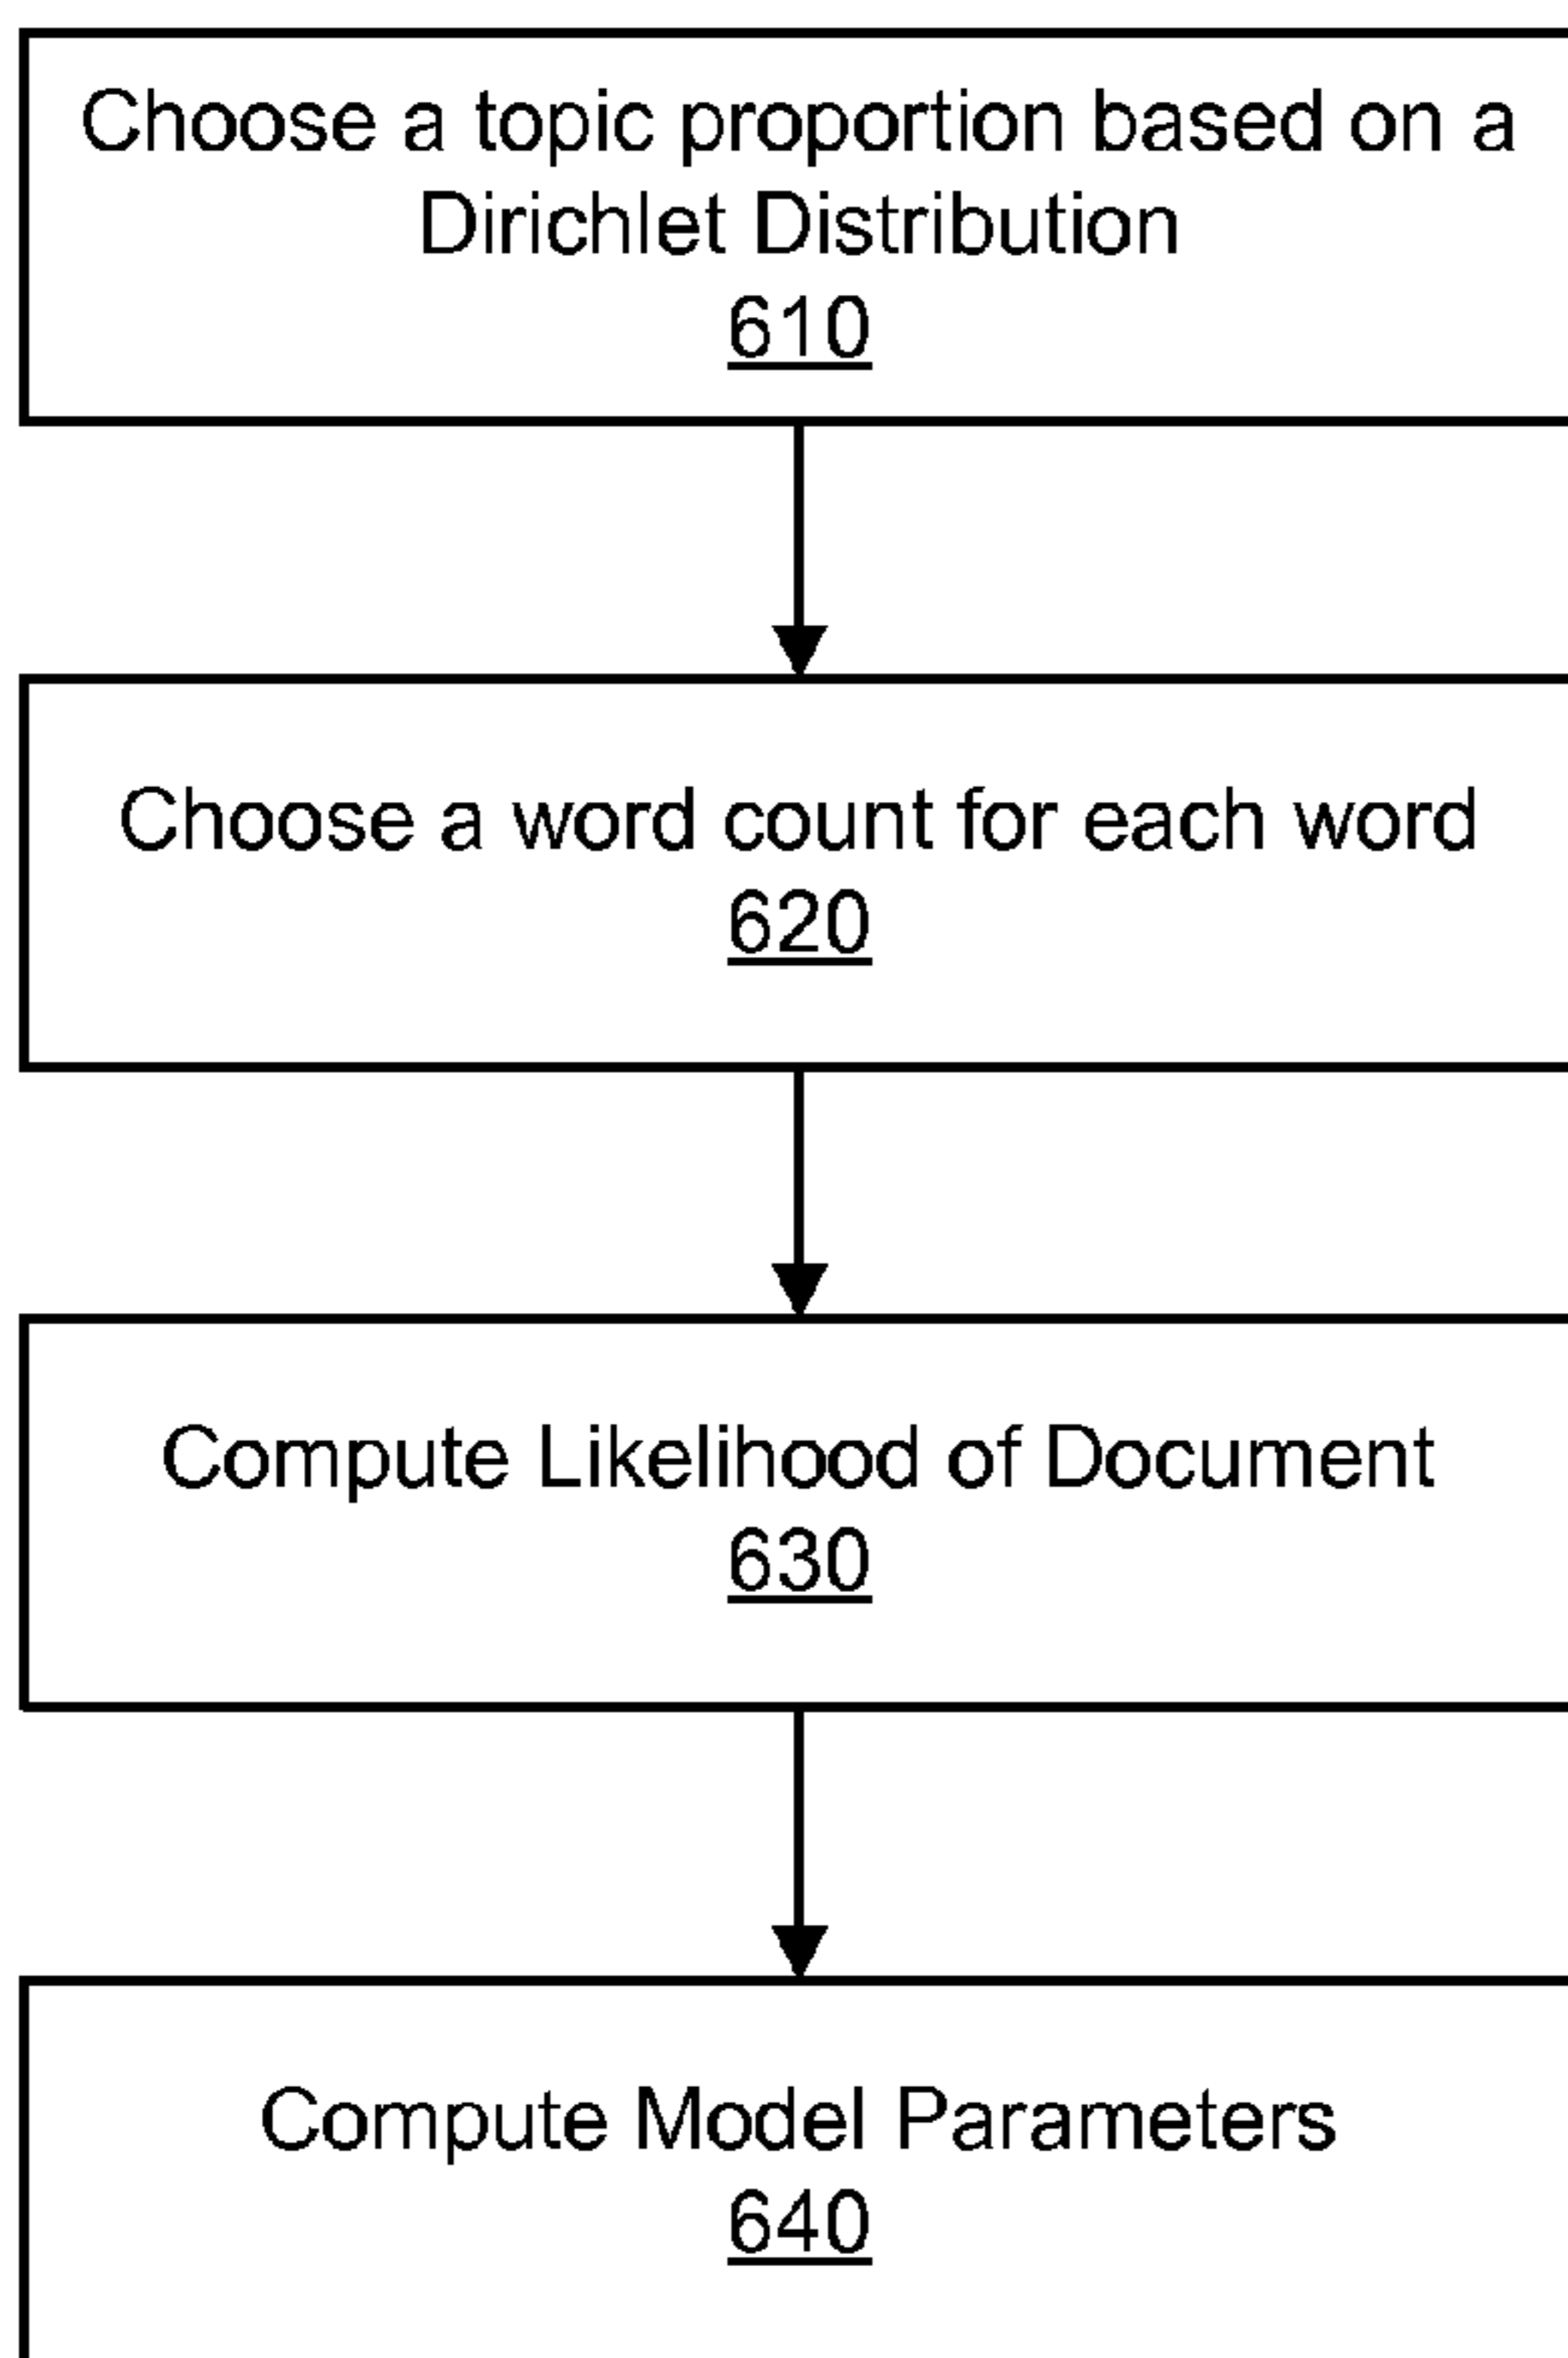 Choose a topic proportion based on a
Dirichlet Distribution
610
Choose a word count for each word
620
Compute Likelihood of Document
630
Compute Model Parameters
640